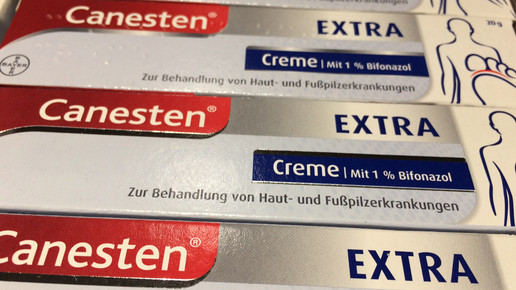 Canesten®
EXTRA
20 g
BAYER
Creme | Mit 1 % Bifonazol
Zur Behandlung von Haut- und Fußpilzerkrankungen
Canesten®
EXTRA
Creme | Mit 1 % Bifonazol
Zur Behandlung von Haut- und Fußpilzerkrankungen
Canesten®
EXTRA